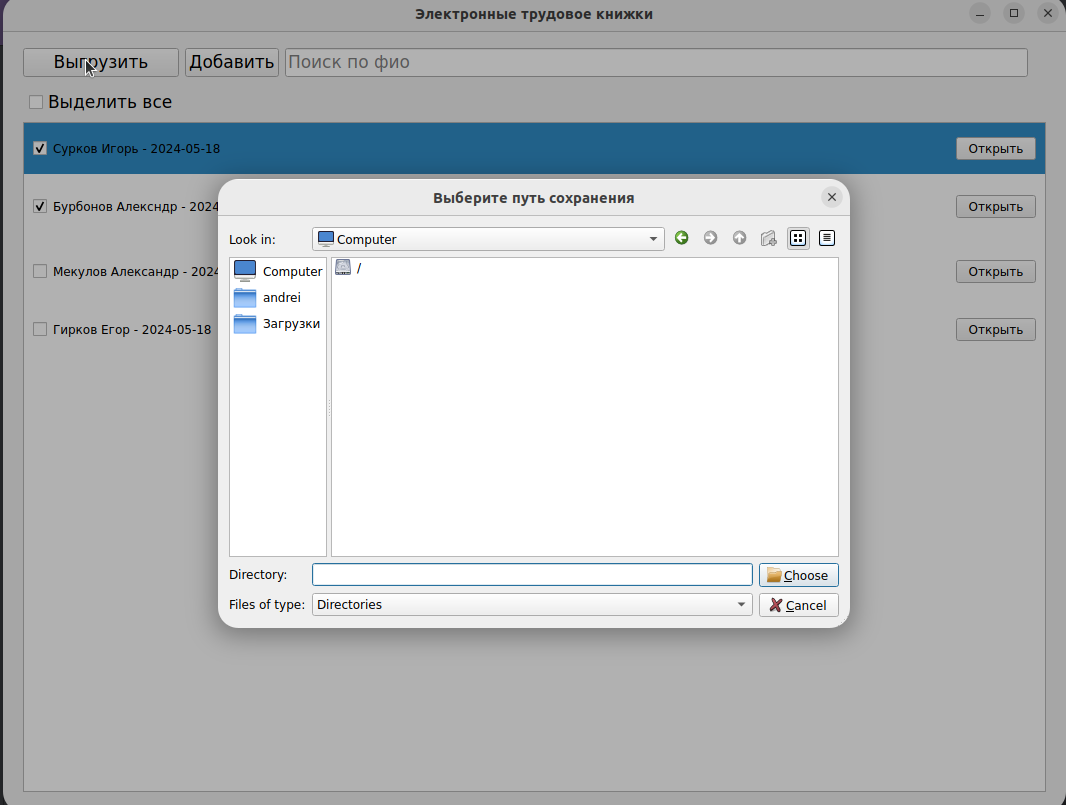 Электронные трудовое книжки
Выгрузить Добавить Поиск по фио
Выделить все
Сурков Игорь - 2024-05-18 Открыть
Бурбонов Алексндр - 2024 Открыть
Мекулов Александр - 2024 Открыть
Гирков Егор - 2024-05-18 Открыть
Выберите путь сохранения
Look in: Computer
Computer
andrei
Загрузки
/
Directory: Choose
Files of type: Directories Cancel